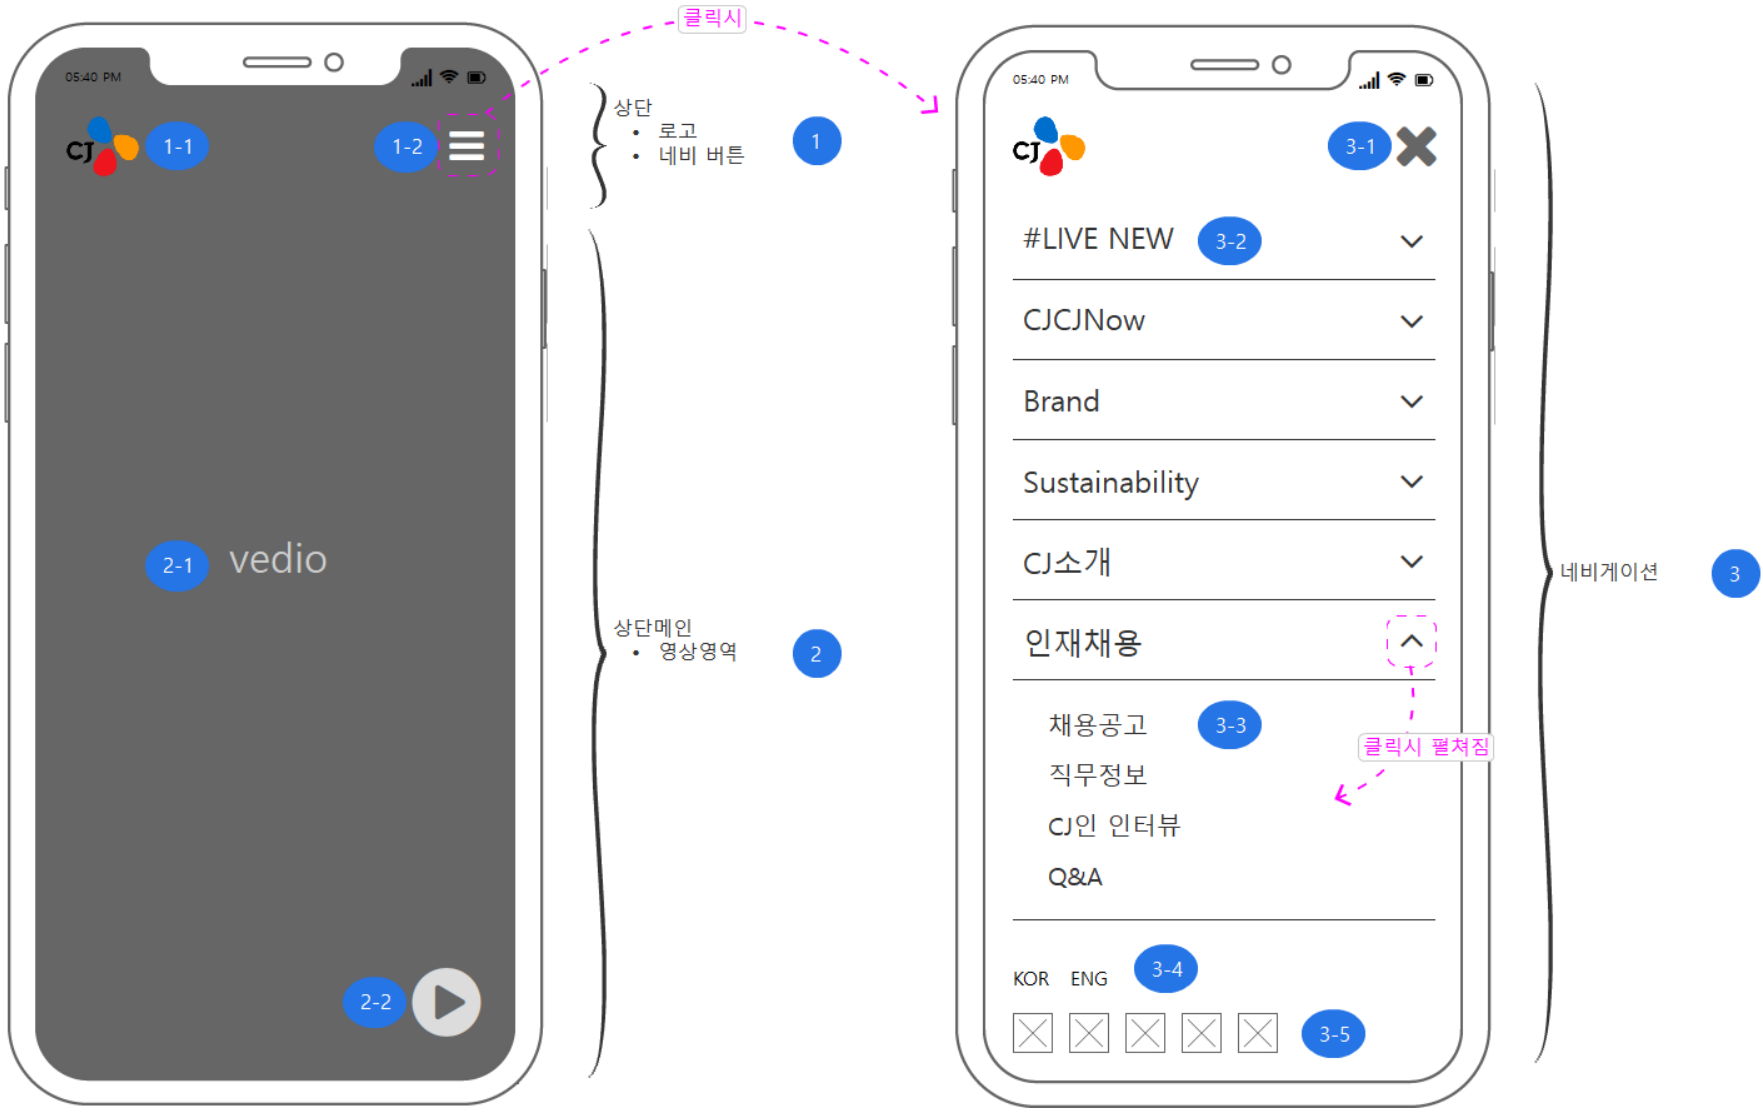 클릭시
05:40 PM
CJ
1-1
1-2
상단
• 로고
• 네비 버튼
1
2-1
vedio
상단메인
• 영상영역
2
2-2
05:40 PM
CJ
3-1
#LIVE NEW
3-2
CJCJNow
Brand
Sustainability
CJ소개
인재채용
채용공고
3-3
클릭시 펼쳐짐
직무정보
CJ인 인터뷰
Q&A
KOR ENG
3-4
3-5
네비게이션
3